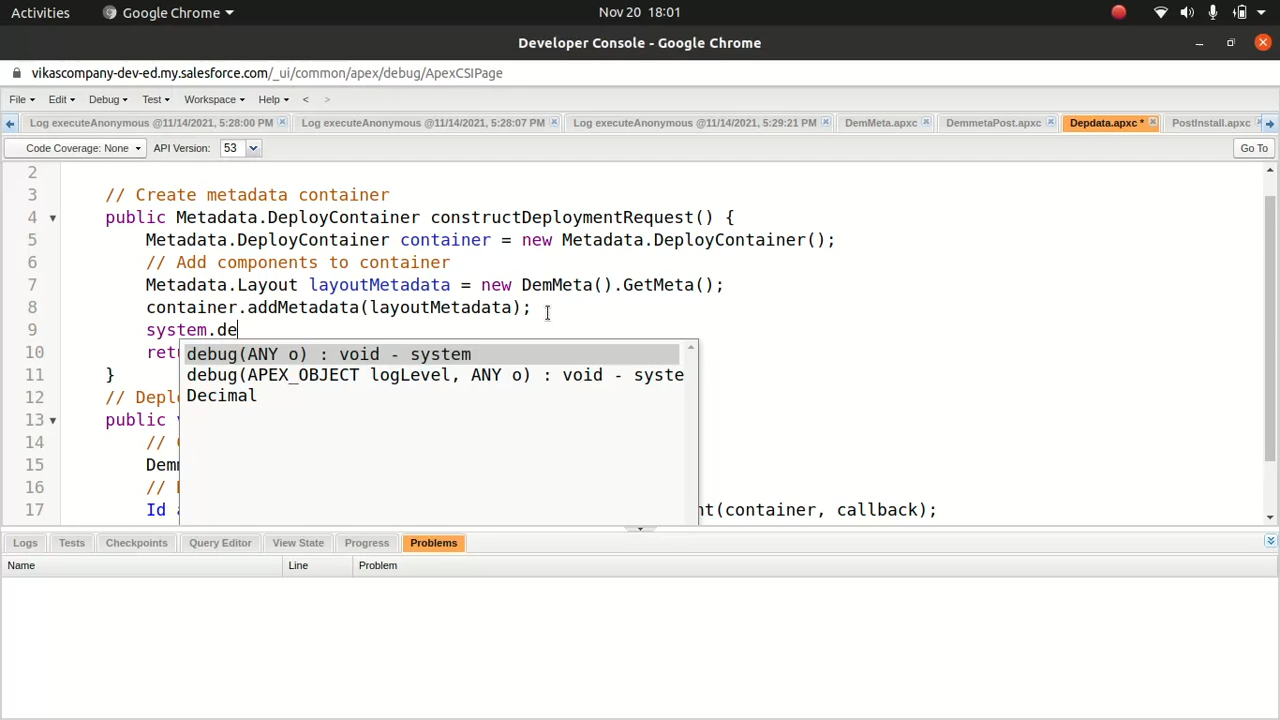 Activities Google Chrome Nov 20 18:01
Developer Console - Google Chrome
vikascompany-dev-ed.my.salesforce.com/_ui/common/apex/debug/ApexCSIPage
File Edit Debug Test Workspace Help < >
Log executeAnonymous @11/14/2021, 5:28:00 PM Log executeAnonymous @11/14/2021, 5:28:07 PM Log executeAnonymous @11/14/2021, 5:29:21 PM DemMeta.apxc DemmetaPost.apxc Depdata.apxc * PostInstall.apxc
Code Coverage: None API Version: 53 Go To
2
3 // Create metadata container
4 public Metadata.DeployContainer constructDeploymentRequest() {
5 Metadata.DeployContainer container = new Metadata.DeployContainer();
6 // Add components to container
7 Metadata.Layout layoutMetadata = new DemMeta().GetMeta();
8 container.addMetadata(layoutMetadata);
9 system.de
10 retu
debug(ANY o) : void - system
11 }
debug(APEX_OBJECT logLevel, ANY o) : void - syste
12 // Depl
Decimal
13 public
14 //
15 Dem
16 //
17 Id nt(container, callback);
Logs Tests Checkpoints Query Editor View State Progress Problems
Name Line Problem